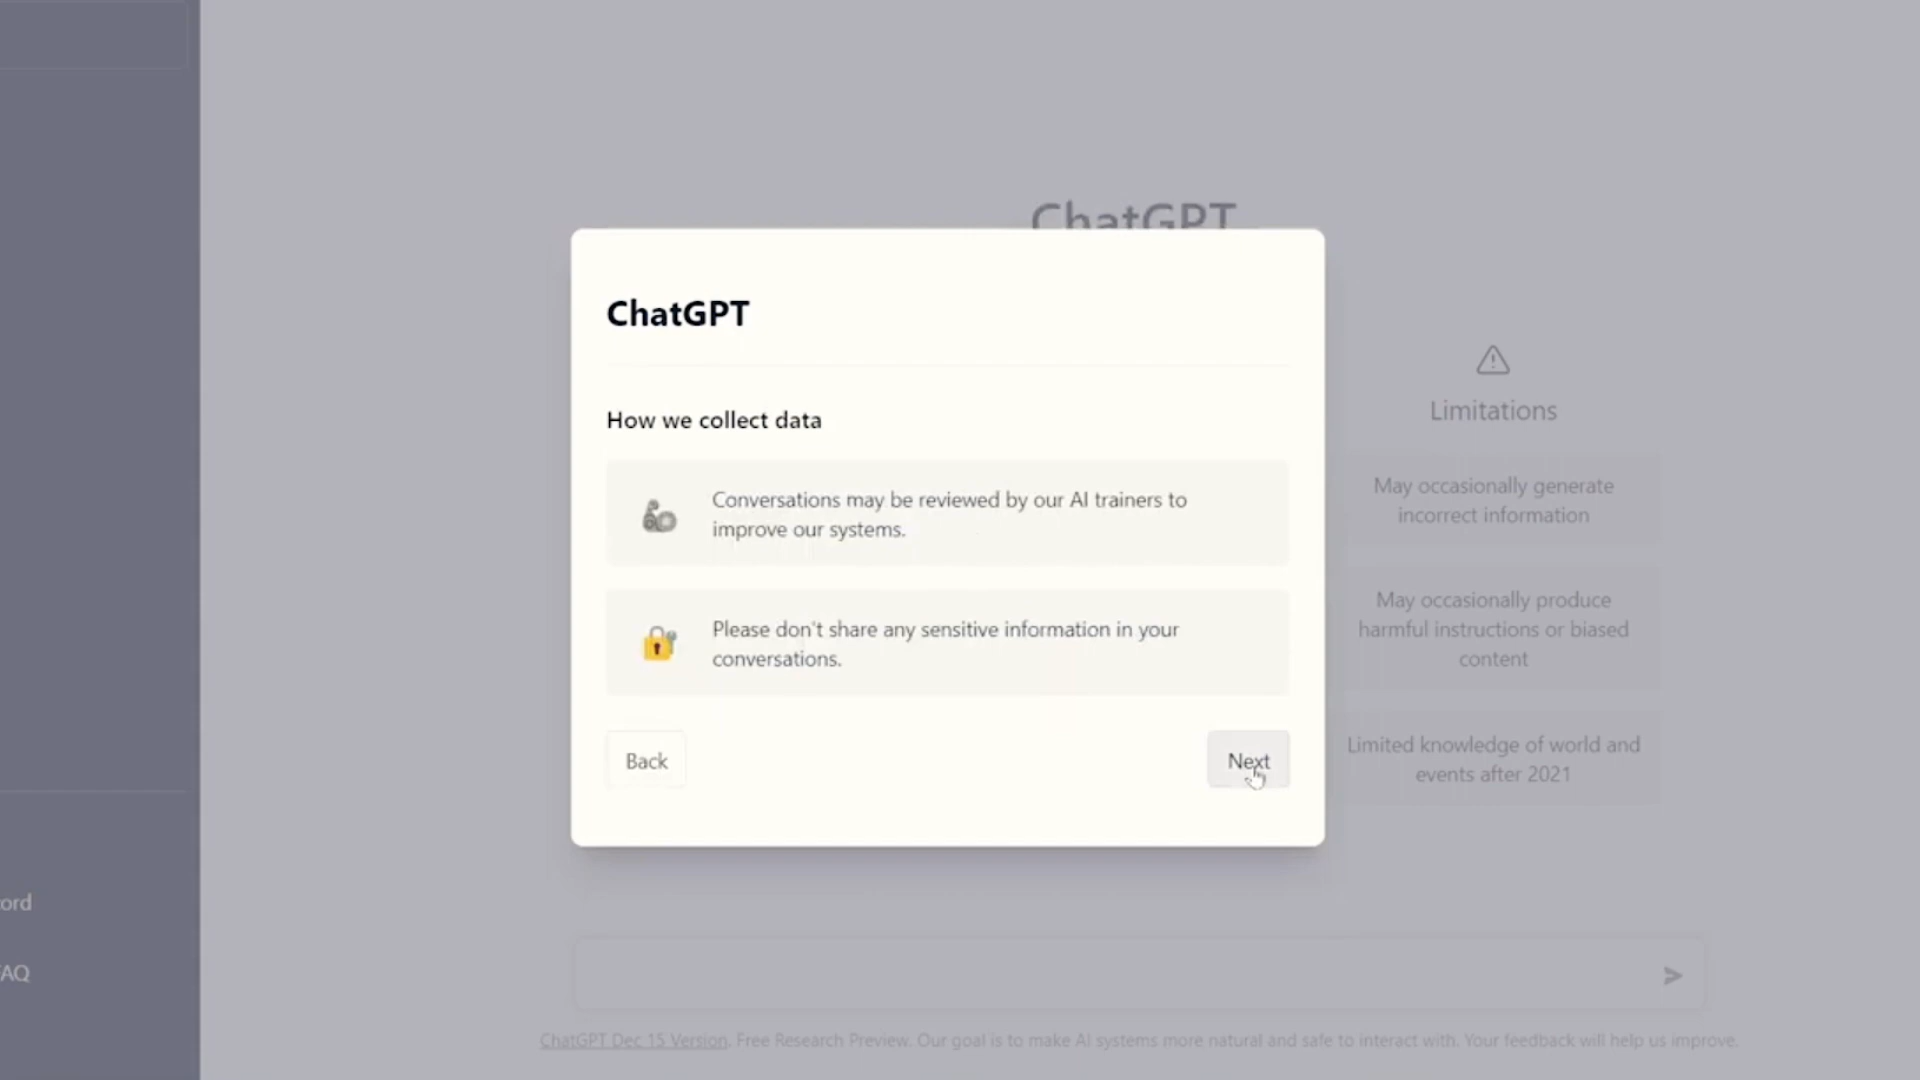 ChatGPT
ChatGPT
How we collect data
Conversations may be reviewed by our AI trainers to
improve our systems.
Please don't share any sensitive information in your
conversations.
Back
Next
Limitations
May occasionally generate
incorrect information
May occasionally produce
harmful instructions or biased
content
Limited knowledge of world and
events after 2021
ord
AQ
ChatGPT Dec 15 Version. Free Research Preview. Our goal is to make AI systems more natural and safe to interact with. Your feedback will help us improve.